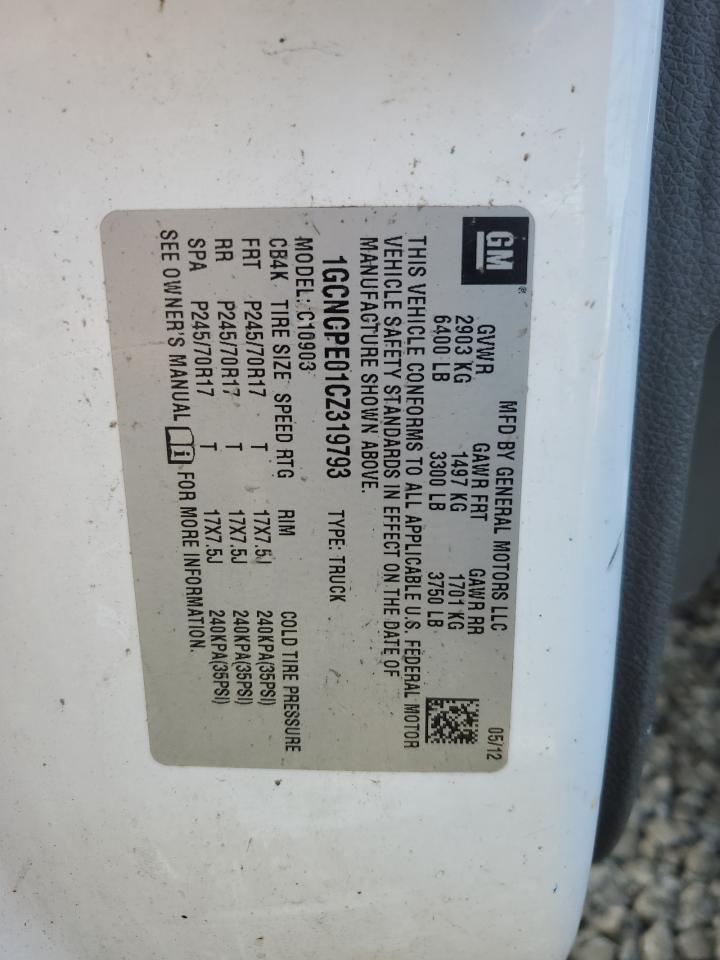 GM ®
MFD BY GENERAL MOTORS LLC 05/12
GVWR GAWR FRT GAWR RR
2903 KG 1497 KG 1701 KG
6400 LB 3300 LB 3750 LB
THIS VEHICLE CONFORMS TO ALL APPLICABLE U.S. FEDERAL MOTOR
VEHICLE SAFETY STANDARDS IN EFFECT ON THE DATE OF
MANUFACTURE SHOWN ABOVE.
1GCNCPE01CZ319793 TYPE: TRUCK
MODEL: C10903
CB4K TIRE SIZE SPEED RTG RIM COLD TIRE PRESSURE
FRT P245/70R17 T 17X7.5J 240KPA(35PSI)
RR P245/70R17 T 17X7.5J 240KPA(35PSI)
SPA P245/70R17 T 17X7.5J 240KPA(35PSI)
SEE OWNER'S MANUAL i FOR MORE INFORMATION.